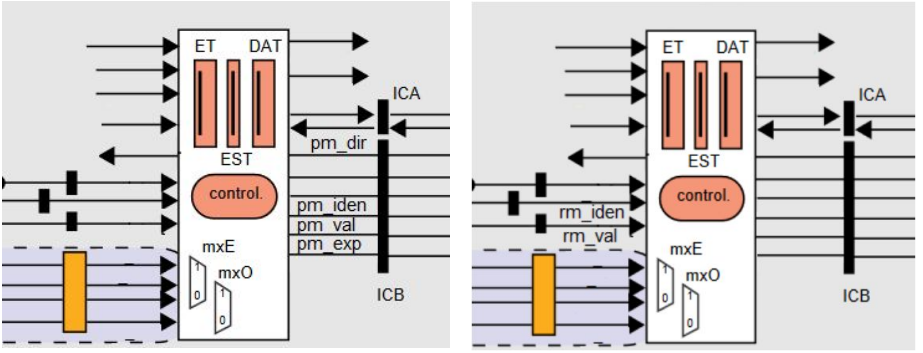 ET DAT
ICA
pm_dir
EST
control.
pm_iden
pm_val
pm_exp
mxE
1
0
mxO
1
0
ICB
ET DAT
ICA
EST
control.
rm_iden
rm_val
mxE
1
0
mxO
1
0
ICB